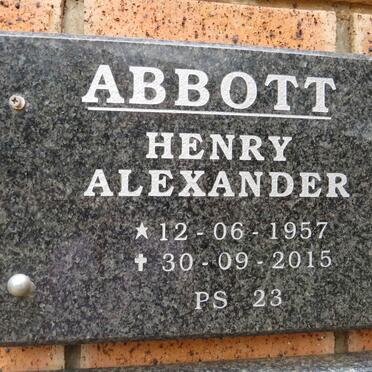 ABBOTT
HENRY
ALEXANDER
★ 12 - 06 - 1957
✝ 30 - 09 - 2015
PS 23